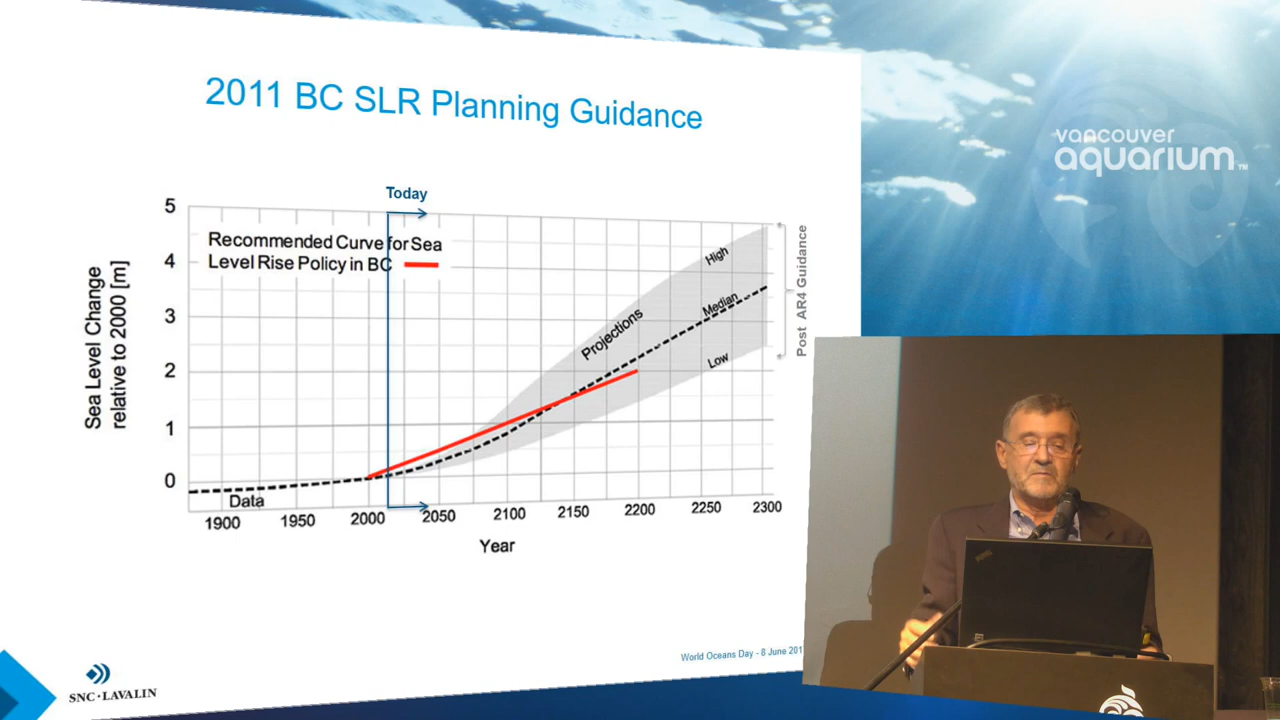 2011 BC SLR Planning Guidance
vancouver
aquarium™
Today
5
4
3
2
1
0
Recommended Curve for Sea
Level Rise Policy in BC
Sea Level Change
relative to 2000 [m]
High
Median
Projections
Low
Data
Post AR4 Guidance
1900 1950 2000 2050 2100 2150 2200 2250 2300
Year
World Oceans Day - 8 June 201
SNC·LAVALIN